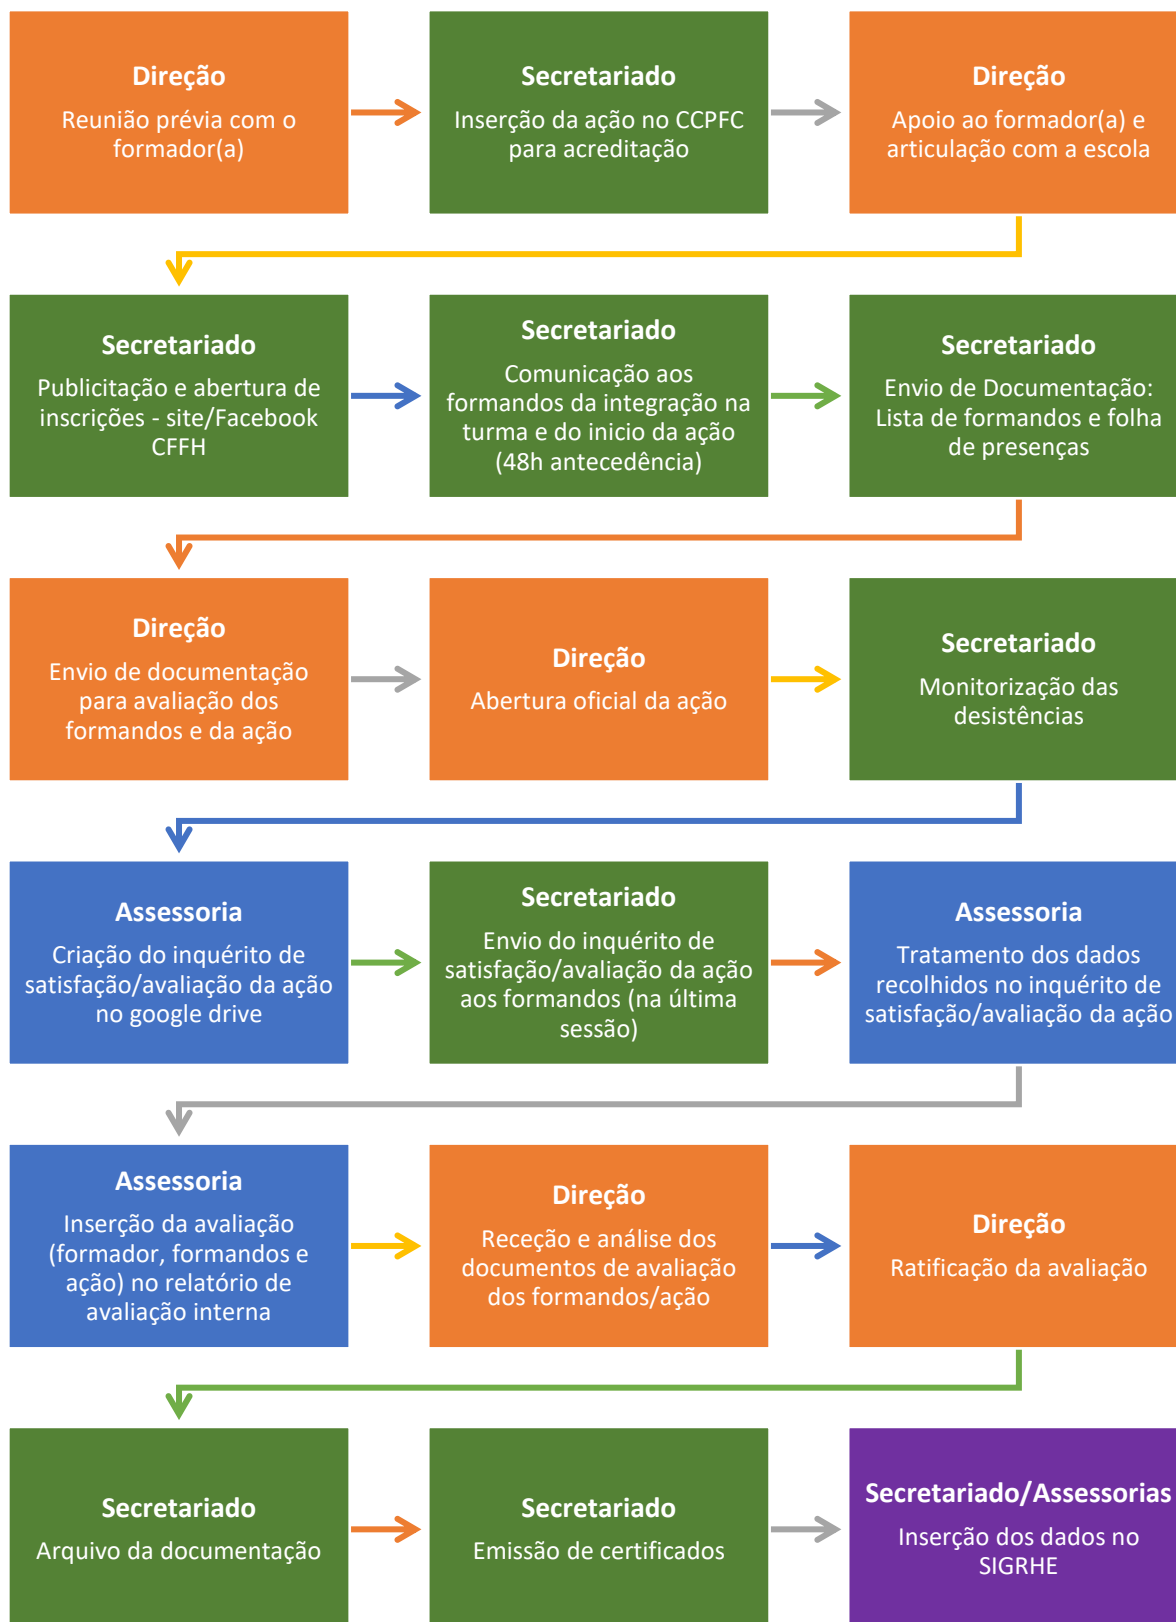 Direção
Reunião prévia com o
formador(a)
Secretariado
Inserção da ação no CCPFC
para acreditação
Direção
Apoio ao formador(a) e
articulação com a escola
Secretariado
Publicitação e abertura de
inscrições - site/Facebook
CFFH
Secretariado
Comunicação aos
formandos da integração na
turma e do inicio da ação
(48h antecedência)
Secretariado
Envio de Documentação:
Lista de formandos e folha
de presenças
Direção
Envio de documentação
para avaliação dos
formandos e da ação
Direção
Abertura oficial da ação
Secretariado
Monitorização das
desistências
Assessoria
Criação do inquérito de
satisfação/avaliação da ação
no google drive
Secretariado
Envio do inquérito de
satisfação/avaliação da ação
aos formandos (na última
sessão)
Assessoria
Tratamento dos dados
recolhidos no inquérito de
satisfação/avaliação da ação
Assessoria
Inserção da avaliação
(formador, formandos e
ação) no relatório de
avaliação interna
Direção
Receção e análise dos
documentos de avaliação
dos formandos/ação
Direção
Ratificação da avaliação
Secretariado
Arquivo da documentação
Secretariado
Emissão de certificados
Secretariado/Assessorias
Inserção dos dados no
SIGRHE